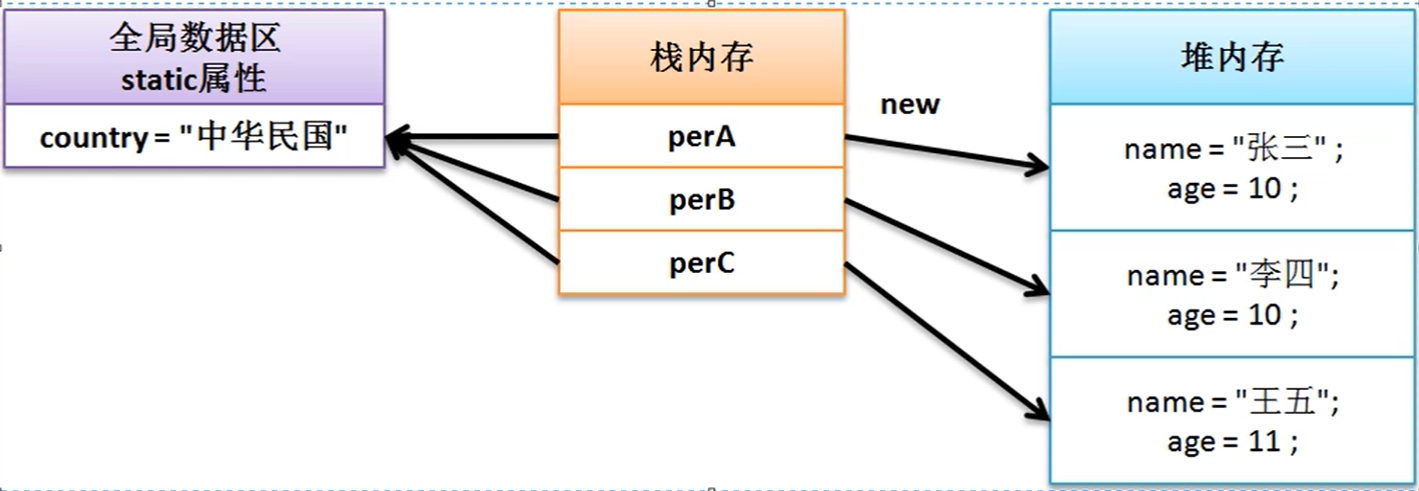 全局数据区
static属性
country = "中华民国"
栈内存
perA
perB
perC
new
堆内存
name = "张三" ;
age = 10 ;
name = "李四";
age = 10 ;
name = "王五";
age = 11 ;